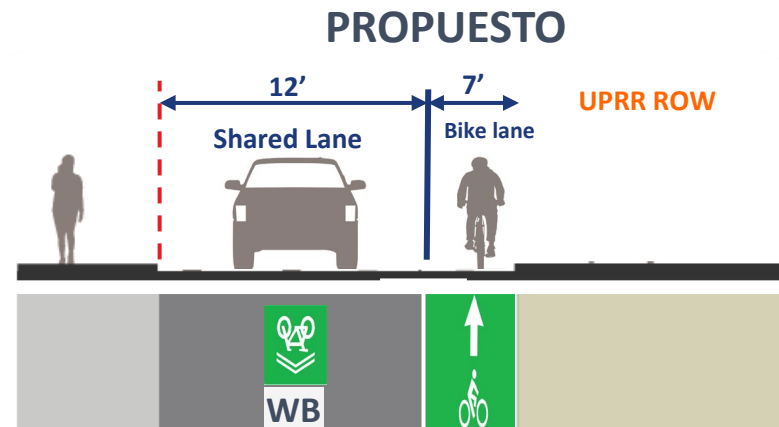 PROPUESTO
12’
7’
UPRR ROW
Shared Lane
Bike lane
WB